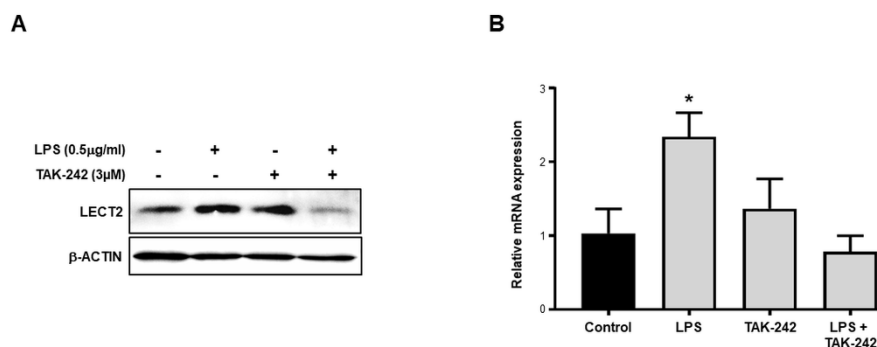 A
LPS (0.5µg/ml) - + - +
TAK-242 (3µM) - - + +
LECT2
β-ACTIN
B
Relative mRNA expression
3
2
1
0
*
Control LPS TAK-242 LPS +
TAK-242